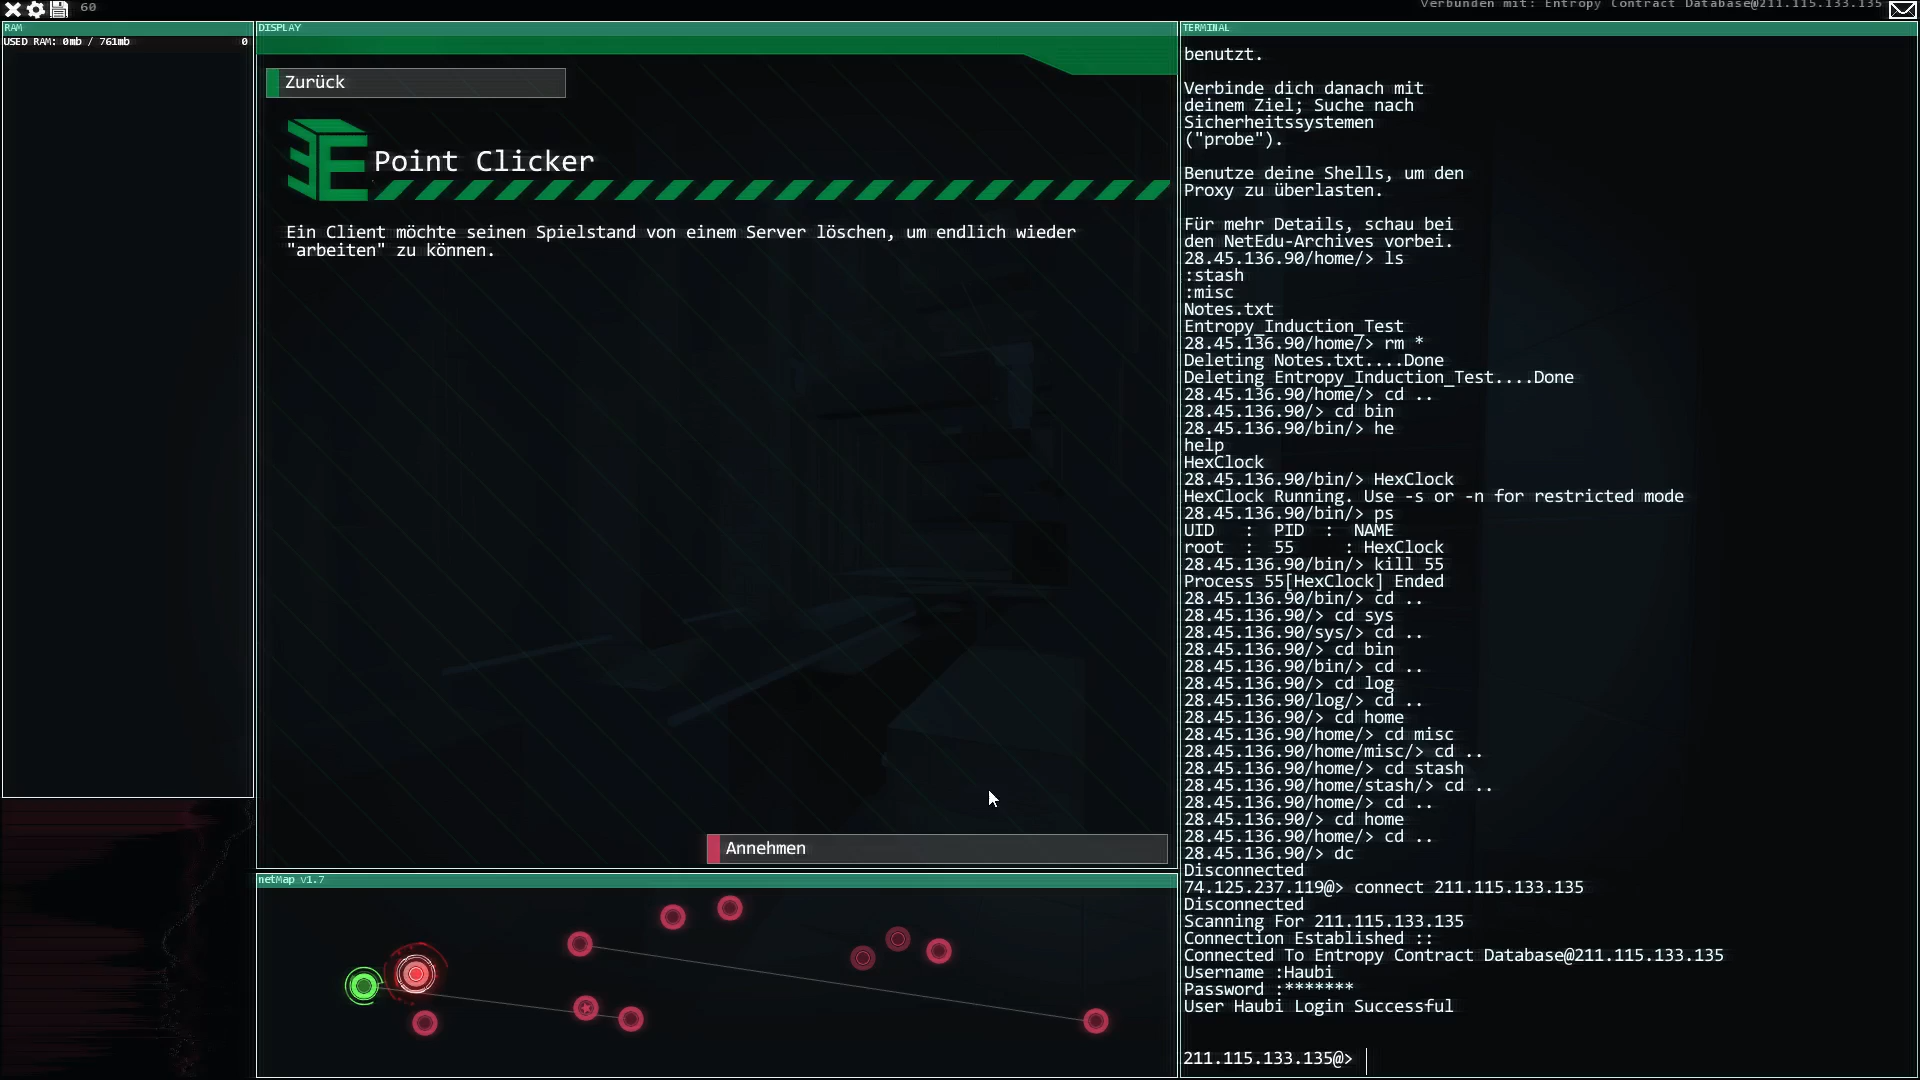 60
Verbunden mit: Entropy Contract Database@211.115.133.135
RAM
USED RAM: 0mb / 761mb 0
DISPLAY
Zurück
Point Clicker
Ein Client möchte seinen Spielstand von einem Server löschen, um endlich wieder
"arbeiten" zu können.
Annehmen
netMap v1.7
TERMINAL
benutzt.
Verbinde dich danach mit
deinem Ziel; Suche nach
Sicherheitssystemen
("probe").
Benutze deine Shells, um den
Proxy zu überlasten.
Für mehr Details, schau bei
den NetEdu-Archives vorbei.
28.45.136.90/home/> ls
:stash
:misc
Notes.txt
Entropy_Induction_Test
28.45.136.90/home/> rm *
Deleting Notes.txt....Done
Deleting Entropy_Induction_Test....Done
28.45.136.90/home/> cd ..
28.45.136.90/> cd bin
28.45.136.90/bin/> he
help
HexClock
28.45.136.90/bin/> HexClock
HexClock Running. Use -s or -n for restricted mode
28.45.136.90/bin/> ps
UID : PID : NAME
root : 55 : HexClock
28.45.136.90/bin/> kill 55
Process 55[HexClock] Ended
28.45.136.90/bin/> cd ..
28.45.136.90/> cd sys
28.45.136.90/sys/> cd ..
28.45.136.90/> cd bin
28.45.136.90/bin/> cd ..
28.45.136.90/> cd log
28.45.136.90/log/> cd ..
28.45.136.90/> cd home
28.45.136.90/home/> cd misc
28.45.136.90/home/misc/> cd ..
28.45.136.90/home/> cd stash
28.45.136.90/home/stash/> cd ..
28.45.136.90/home/> cd ..
28.45.136.90/> cd home
28.45.136.90/home/> cd ..
28.45.136.90/> dc
Disconnected
74.125.237.119@> connect 211.115.133.135
Disconnected
Scanning For 211.115.133.135
Connection Established ::
Connected To Entropy Contract Database@211.115.133.135
Username :Haubi
Password :*******
User Haubi Login Successful
211.115.133.135@>